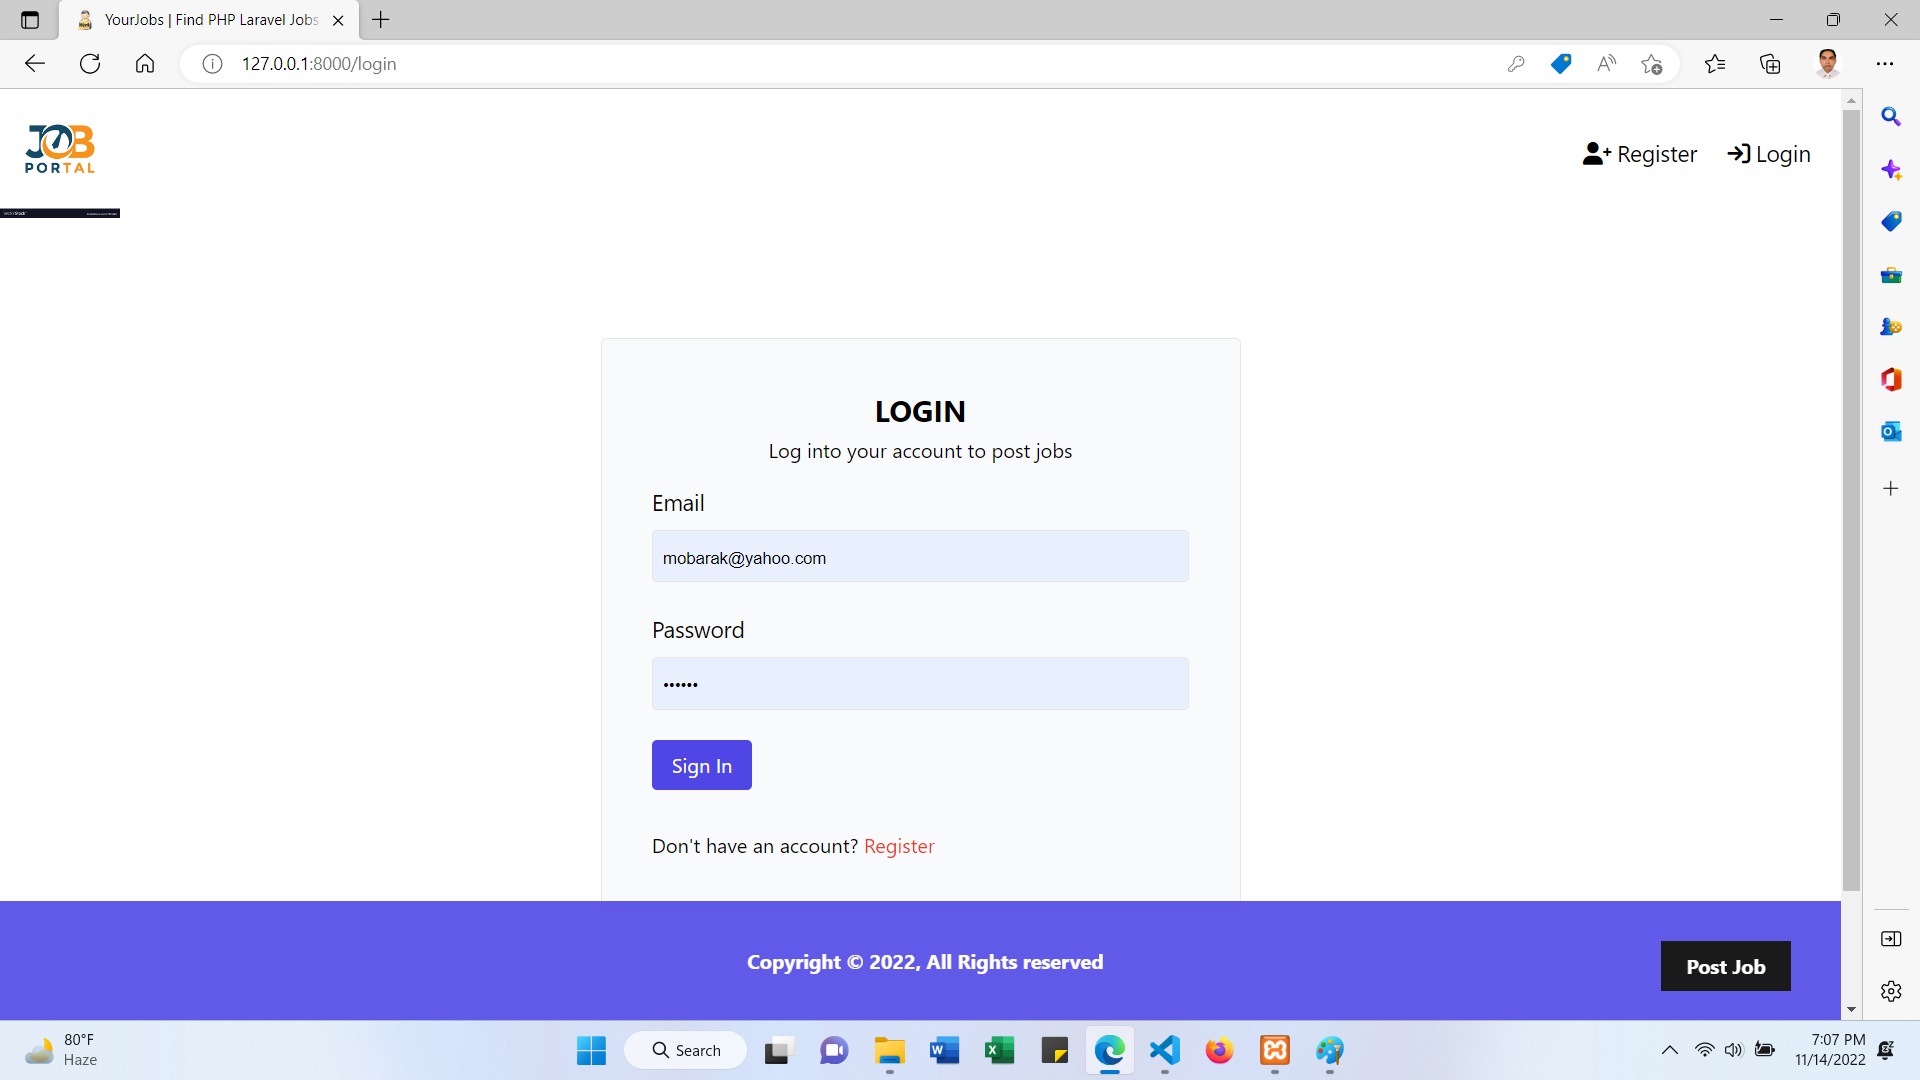 YourJobs | Find PHP Laravel Jobs
127.0.0.1:8000/login
JOB
PORTAL
Register
Login
LOGIN
Log into your account to post jobs
Email
mobarak@yahoo.com
Password
••••••
Sign In
Don't have an account? Register
Copyright © 2022, All Rights reserved
Post Job
80°F
Haze
Search
7:07 PM
11/14/2022